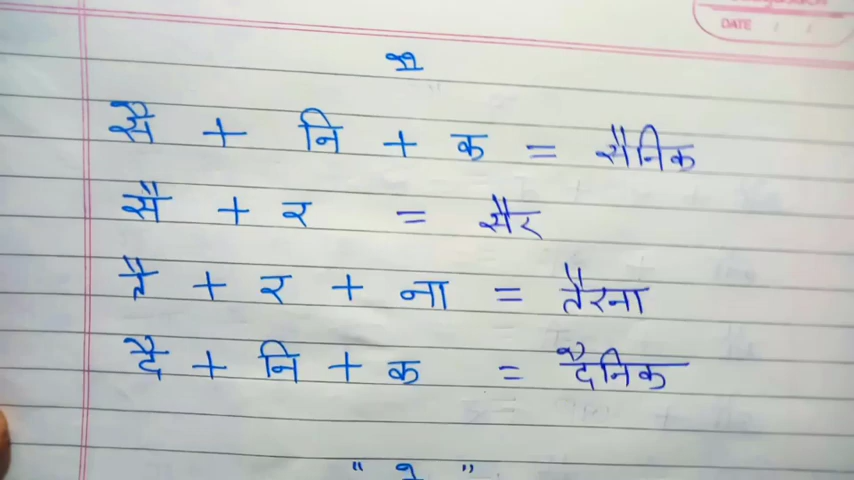 DATE / /
सै + नि + क = सैनिक
सै + र = सैर
तै + र + ना = तैरना
दै + नि + क = दैनिक